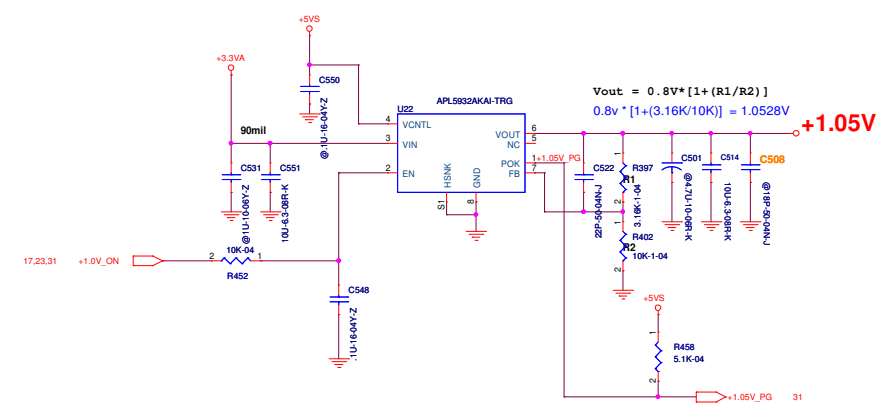 +5VS
+3.3VA
C550
@.1U-16-04Y-Z
U22
APL5932AKAI-TRG
Vout = 0.8V*[1+(R1/R2)]
0.8v * [1+(3.16K/10K)] = 1.0528V
+1.05V
90mil
4
VCNTL
3
VIN
2
EN
HSNK
GND
S1
8
VOUT
6
NC
5
POK
1
+1.05V_PG
FB
7
C531
@1U-10-06Y-Z
C551
10U-6.3-08R-K
C522
22P-50-04N-J
1
R397
R1
2
3.16K-1-04
C501
@4.7U-10-06R-K
C514
10U-6.3-08R-K
C508
@18P-50-04N-J
1
R402
R2
10K-1-04
2
17,23,31
+1.0V_ON
2
10K-04
1
R452
C548
.1U-16-04Y-Z
+5VS
1
R458
5.1K-04
2
+1.05V_PG
31